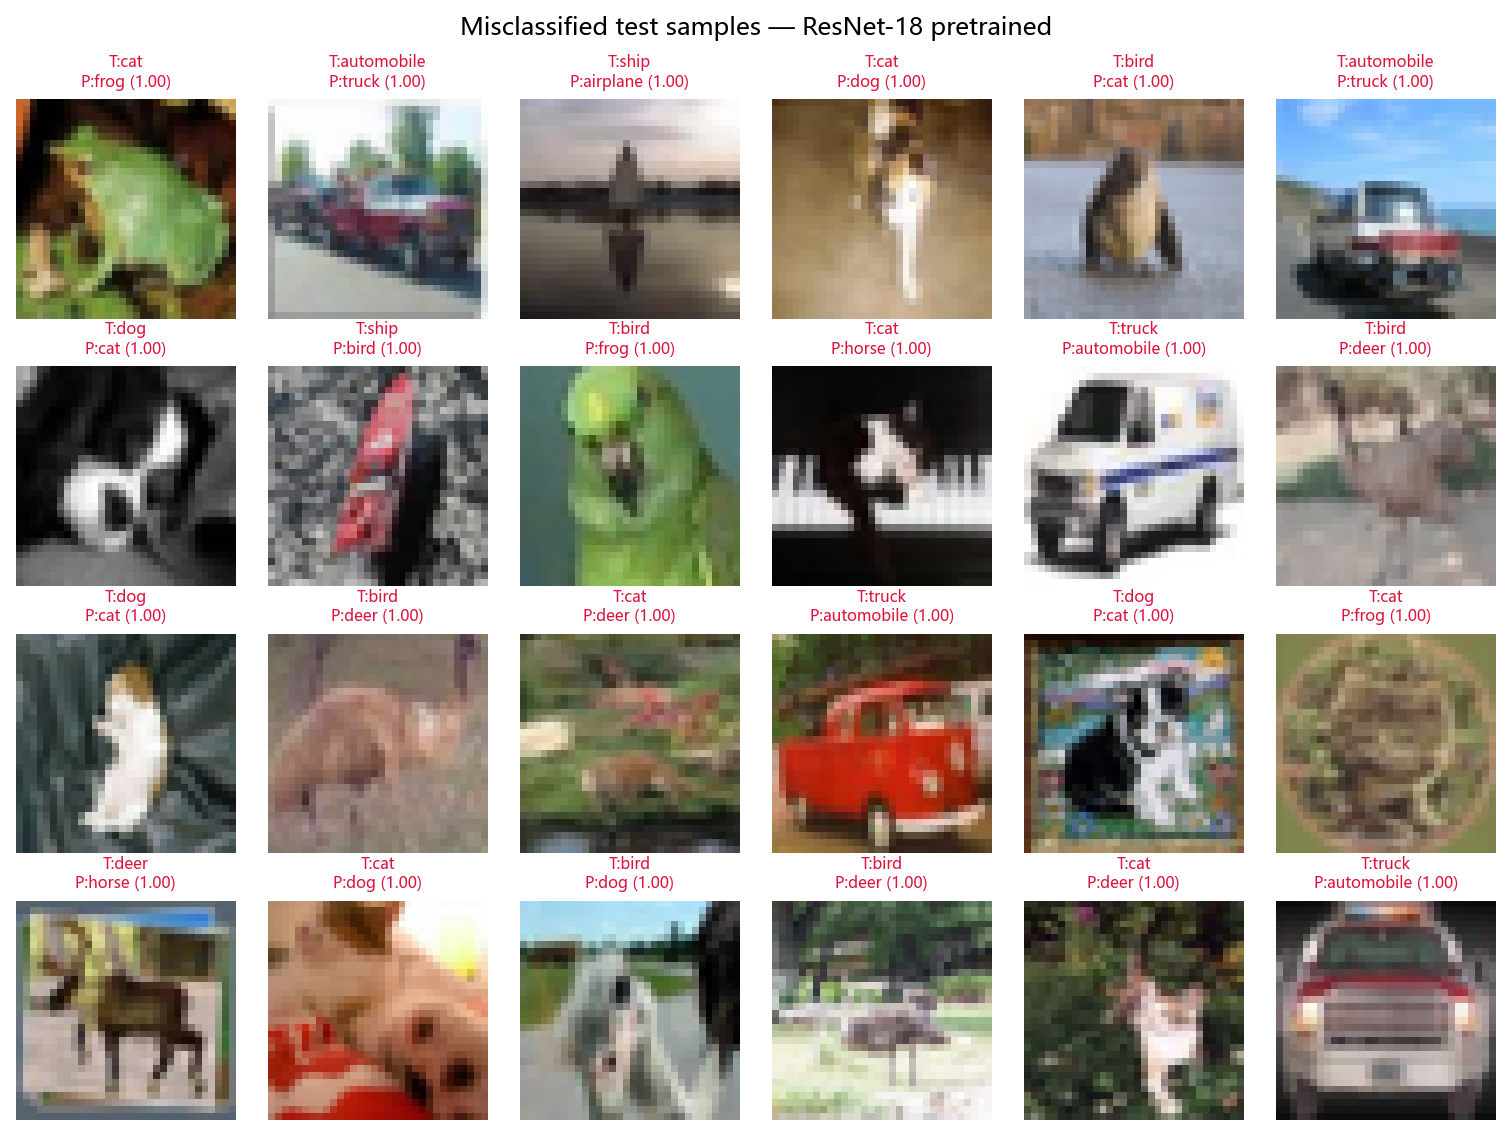 Misclassified test samples — ResNet-18 pretrained
T:cat
P:frog (1.00)
T:automobile
P:truck (1.00)
T:ship
P:airplane (1.00)
T:cat
P:dog (1.00)
T:bird
P:cat (1.00)
T:automobile
P:truck (1.00)
T:dog
P:cat (1.00)
T:ship
P:bird (1.00)
T:bird
P:frog (1.00)
T:cat
P:horse (1.00)
T:truck
P:automobile (1.00)
T:bird
P:deer (1.00)
T:dog
P:cat (1.00)
T:bird
P:deer (1.00)
T:cat
P:deer (1.00)
T:truck
P:automobile (1.00)
T:dog
P:cat (1.00)
T:cat
P:frog (1.00)
T:deer
P:horse (1.00)
T:cat
P:dog (1.00)
T:bird
P:dog (1.00)
T:bird
P:deer (1.00)
T:cat
P:deer (1.00)
T:truck
P:automobile (1.00)